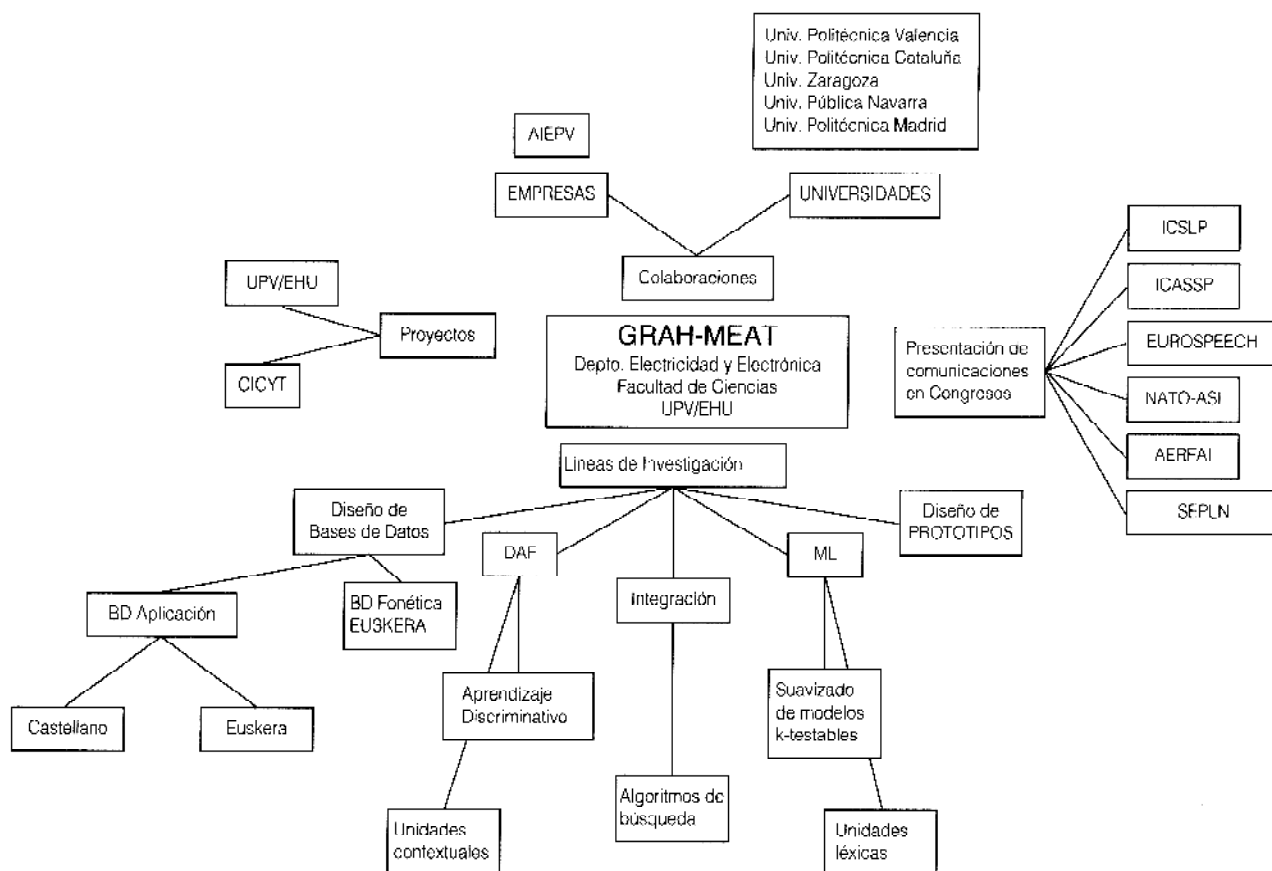 Univ. Politécnica Valencia
Univ. Politécnica Cataluña
Univ. Zaragoza
Univ. Pública Navarra
Univ. Politécnica Madrid
AIEPV
EMPRESAS
UNIVERSIDADES
Colaboraciones
UPV/EHU
Proyectos
CICYT
GRAH-MEAT
Depto. Electricidad y Electrónica
Facultad de Ciencias
UPV/EHU
Presentación de
comunicaciones
en Congresos
ICSLP
ICASSP
EUROSPEECH
NATO-ASI
AERFAI
SEPLN
Líneas de Investigación
Diseño de
Bases de Datos
DAF
Integración
ML
Diseño de
PROTOTIPOS
BD Aplicación
BD Fonética
EUSKERA
Castellano
Euskera
Aprendizaje
Discriminativo
Suavizado
de modelos
k-testables
Unidades
contextuales
Algoritmos de
búsqueda
Unidades
léxicas